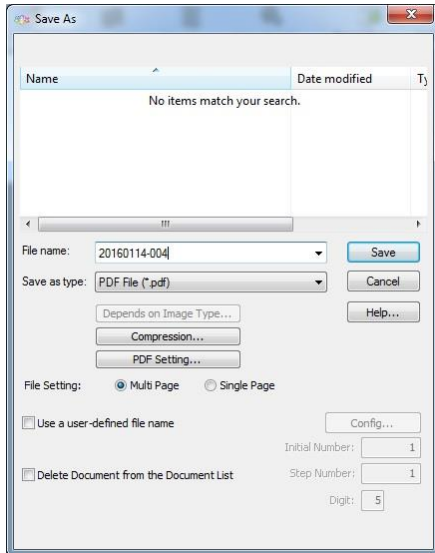 Save As
Name Date modified Ty
No items match your search.
File name: 20160114-004 Save
Save as type: PDF File (*.pdf) Cancel
Depends on Image Type... Help...
Compression...
PDF Setting...
File Setting: Multi Page Single Page
Use a user-defined file name Config...
Initial Number: 1
Delete Document from the Document List Step Number: 1
Digit: 5